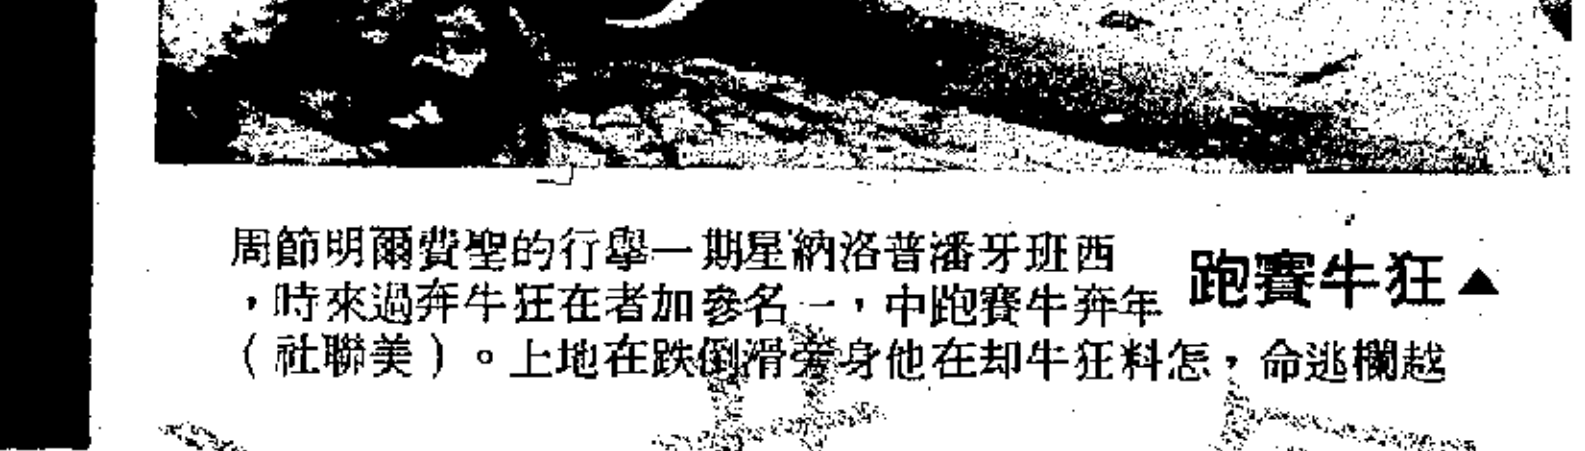 ▲狂牛賽跑
西班牙潘普洛納星期一舉行的聖費爾明節周
年奔牛賽跑中,一名參加者在狂牛奔過來時,
越欄逃命,怎料狂牛却在他身旁滑倒跌在地上。(美聯社)